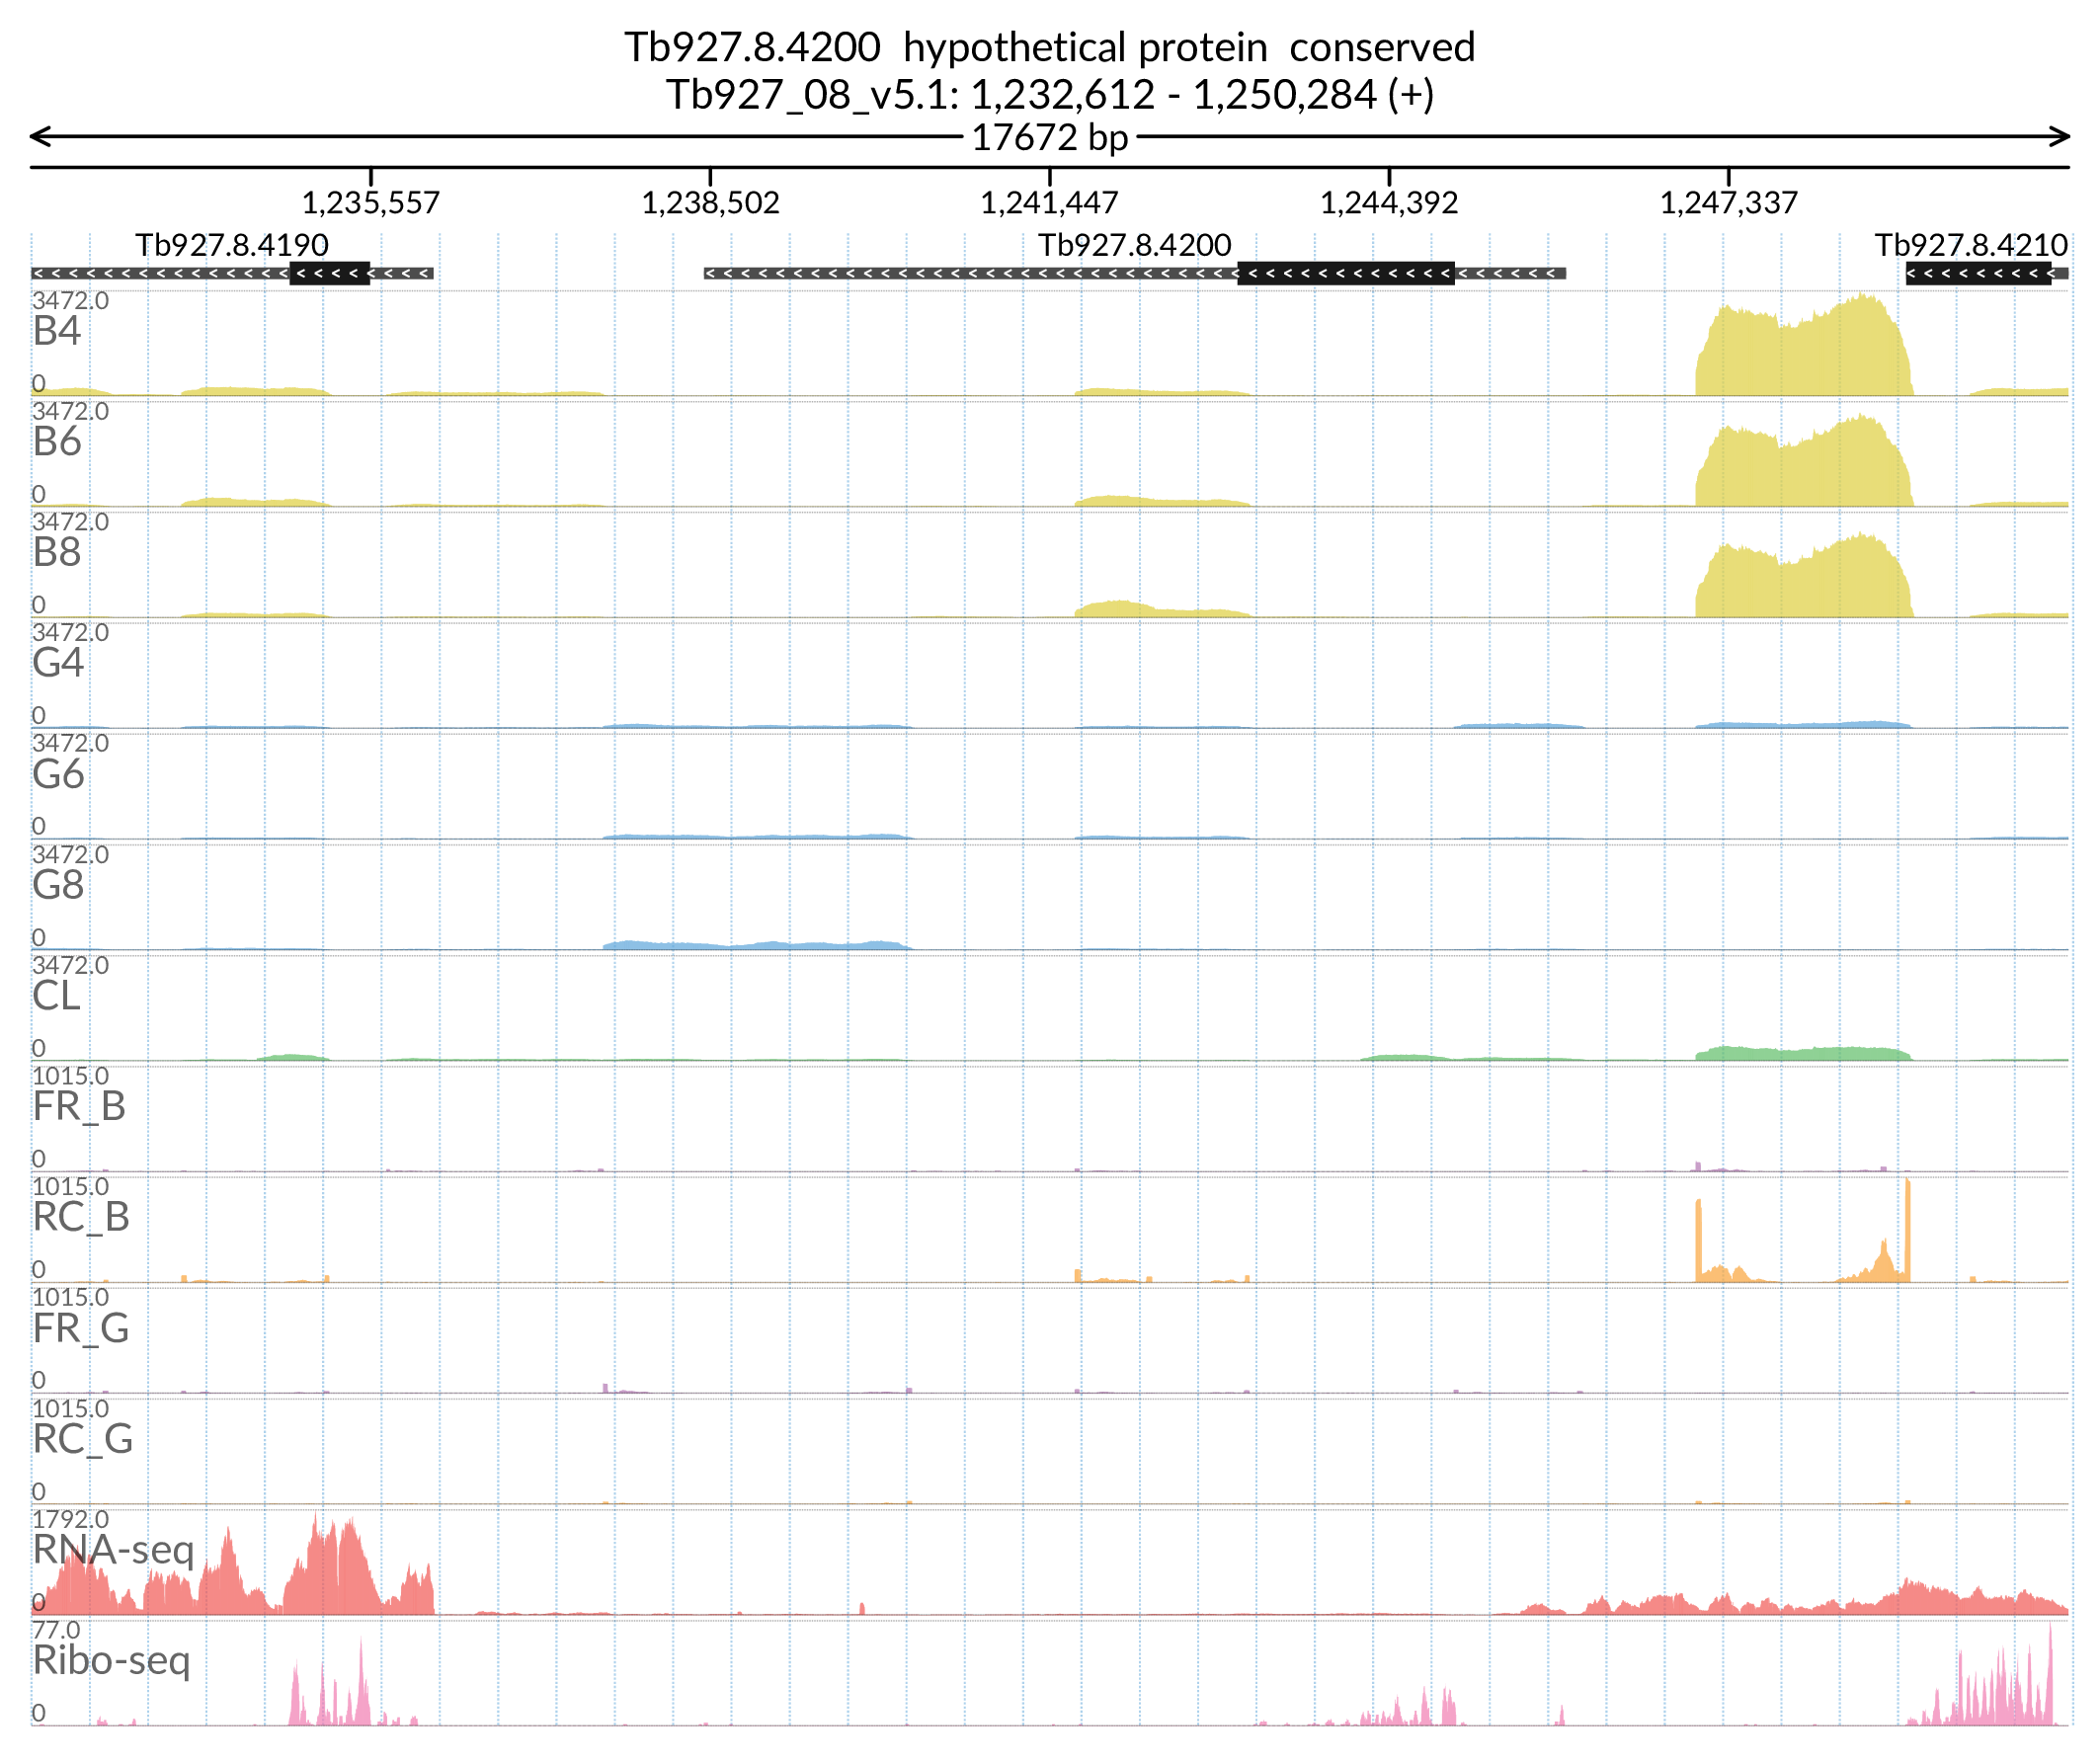 Tb927.8.4200 hypothetical protein conserved
Tb927_08_v5.1: 1,232,612 - 1,250,284 (+)
17672 bp
1,235,557 1,238,502 1,241,447 1,244,392 1,247,337
Tb927.8.4190 Tb927.8.4200 Tb927.8.4210
3472.0
B4
0
3472.0
B6
0
3472.0
B8
0
3472.0
G4
0
3472.0
G6
0
3472.0
G8
0
3472.0
CL
0
1015.0
FR_B
0
1015.0
RC_B
0
1015.0
FR_G
0
1015.0
RC_G
0
1792.0
RNA-seq
0
77.0
Ribo-seq
0